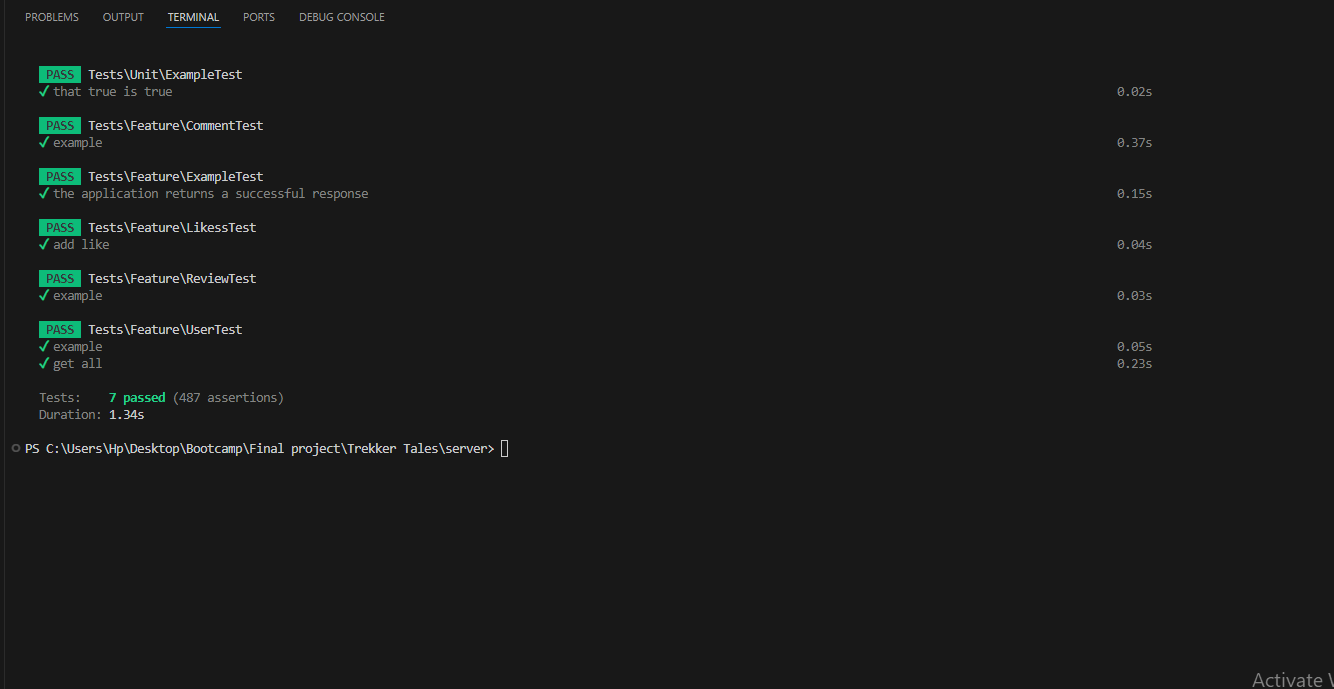 PROBLEMS OUTPUT TERMINAL PORTS DEBUG CONSOLE
PASS Tests\Unit\ExampleTest
✓ that true is true 0.02s
PASS Tests\Feature\CommentTest
✓ example 0.37s
PASS Tests\Feature\ExampleTest
✓ the application returns a successful response 0.15s
PASS Tests\Feature\LikessTest
✓ add like 0.04s
PASS Tests\Feature\ReviewTest
✓ example 0.03s
PASS Tests\Feature\UserTest
✓ example 0.05s
✓ get all 0.23s
Tests: 7 passed (487 assertions)
Duration: 1.34s
PS C:\Users\Hp\Desktop\Bootcamp\Final project\Trekker Tales\server>
Activate